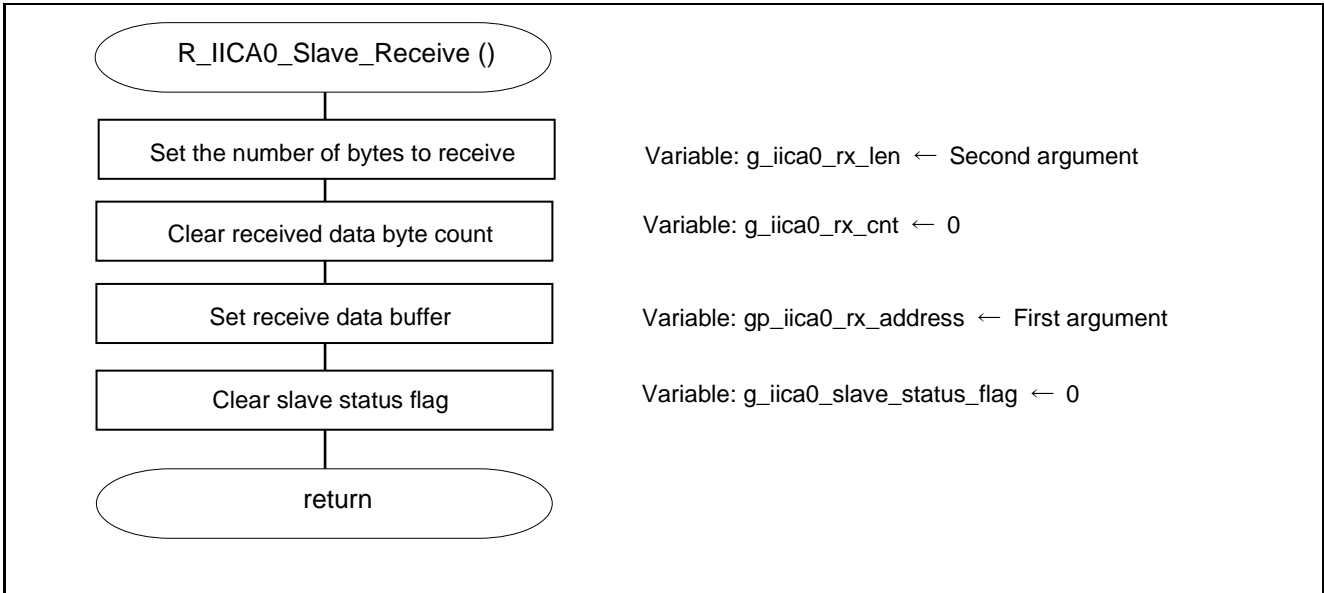 R_IICA0_Slave_Receive ()
Set the number of bytes to receive
Variable: g_iica0_rx_len ← Second argument
Clear received data byte count
Variable: g_iica0_rx_cnt ← 0
Set receive data buffer
Variable: gp_iica0_rx_address ← First argument
Clear slave status flag
Variable: g_iica0_slave_status_flag ← 0
return